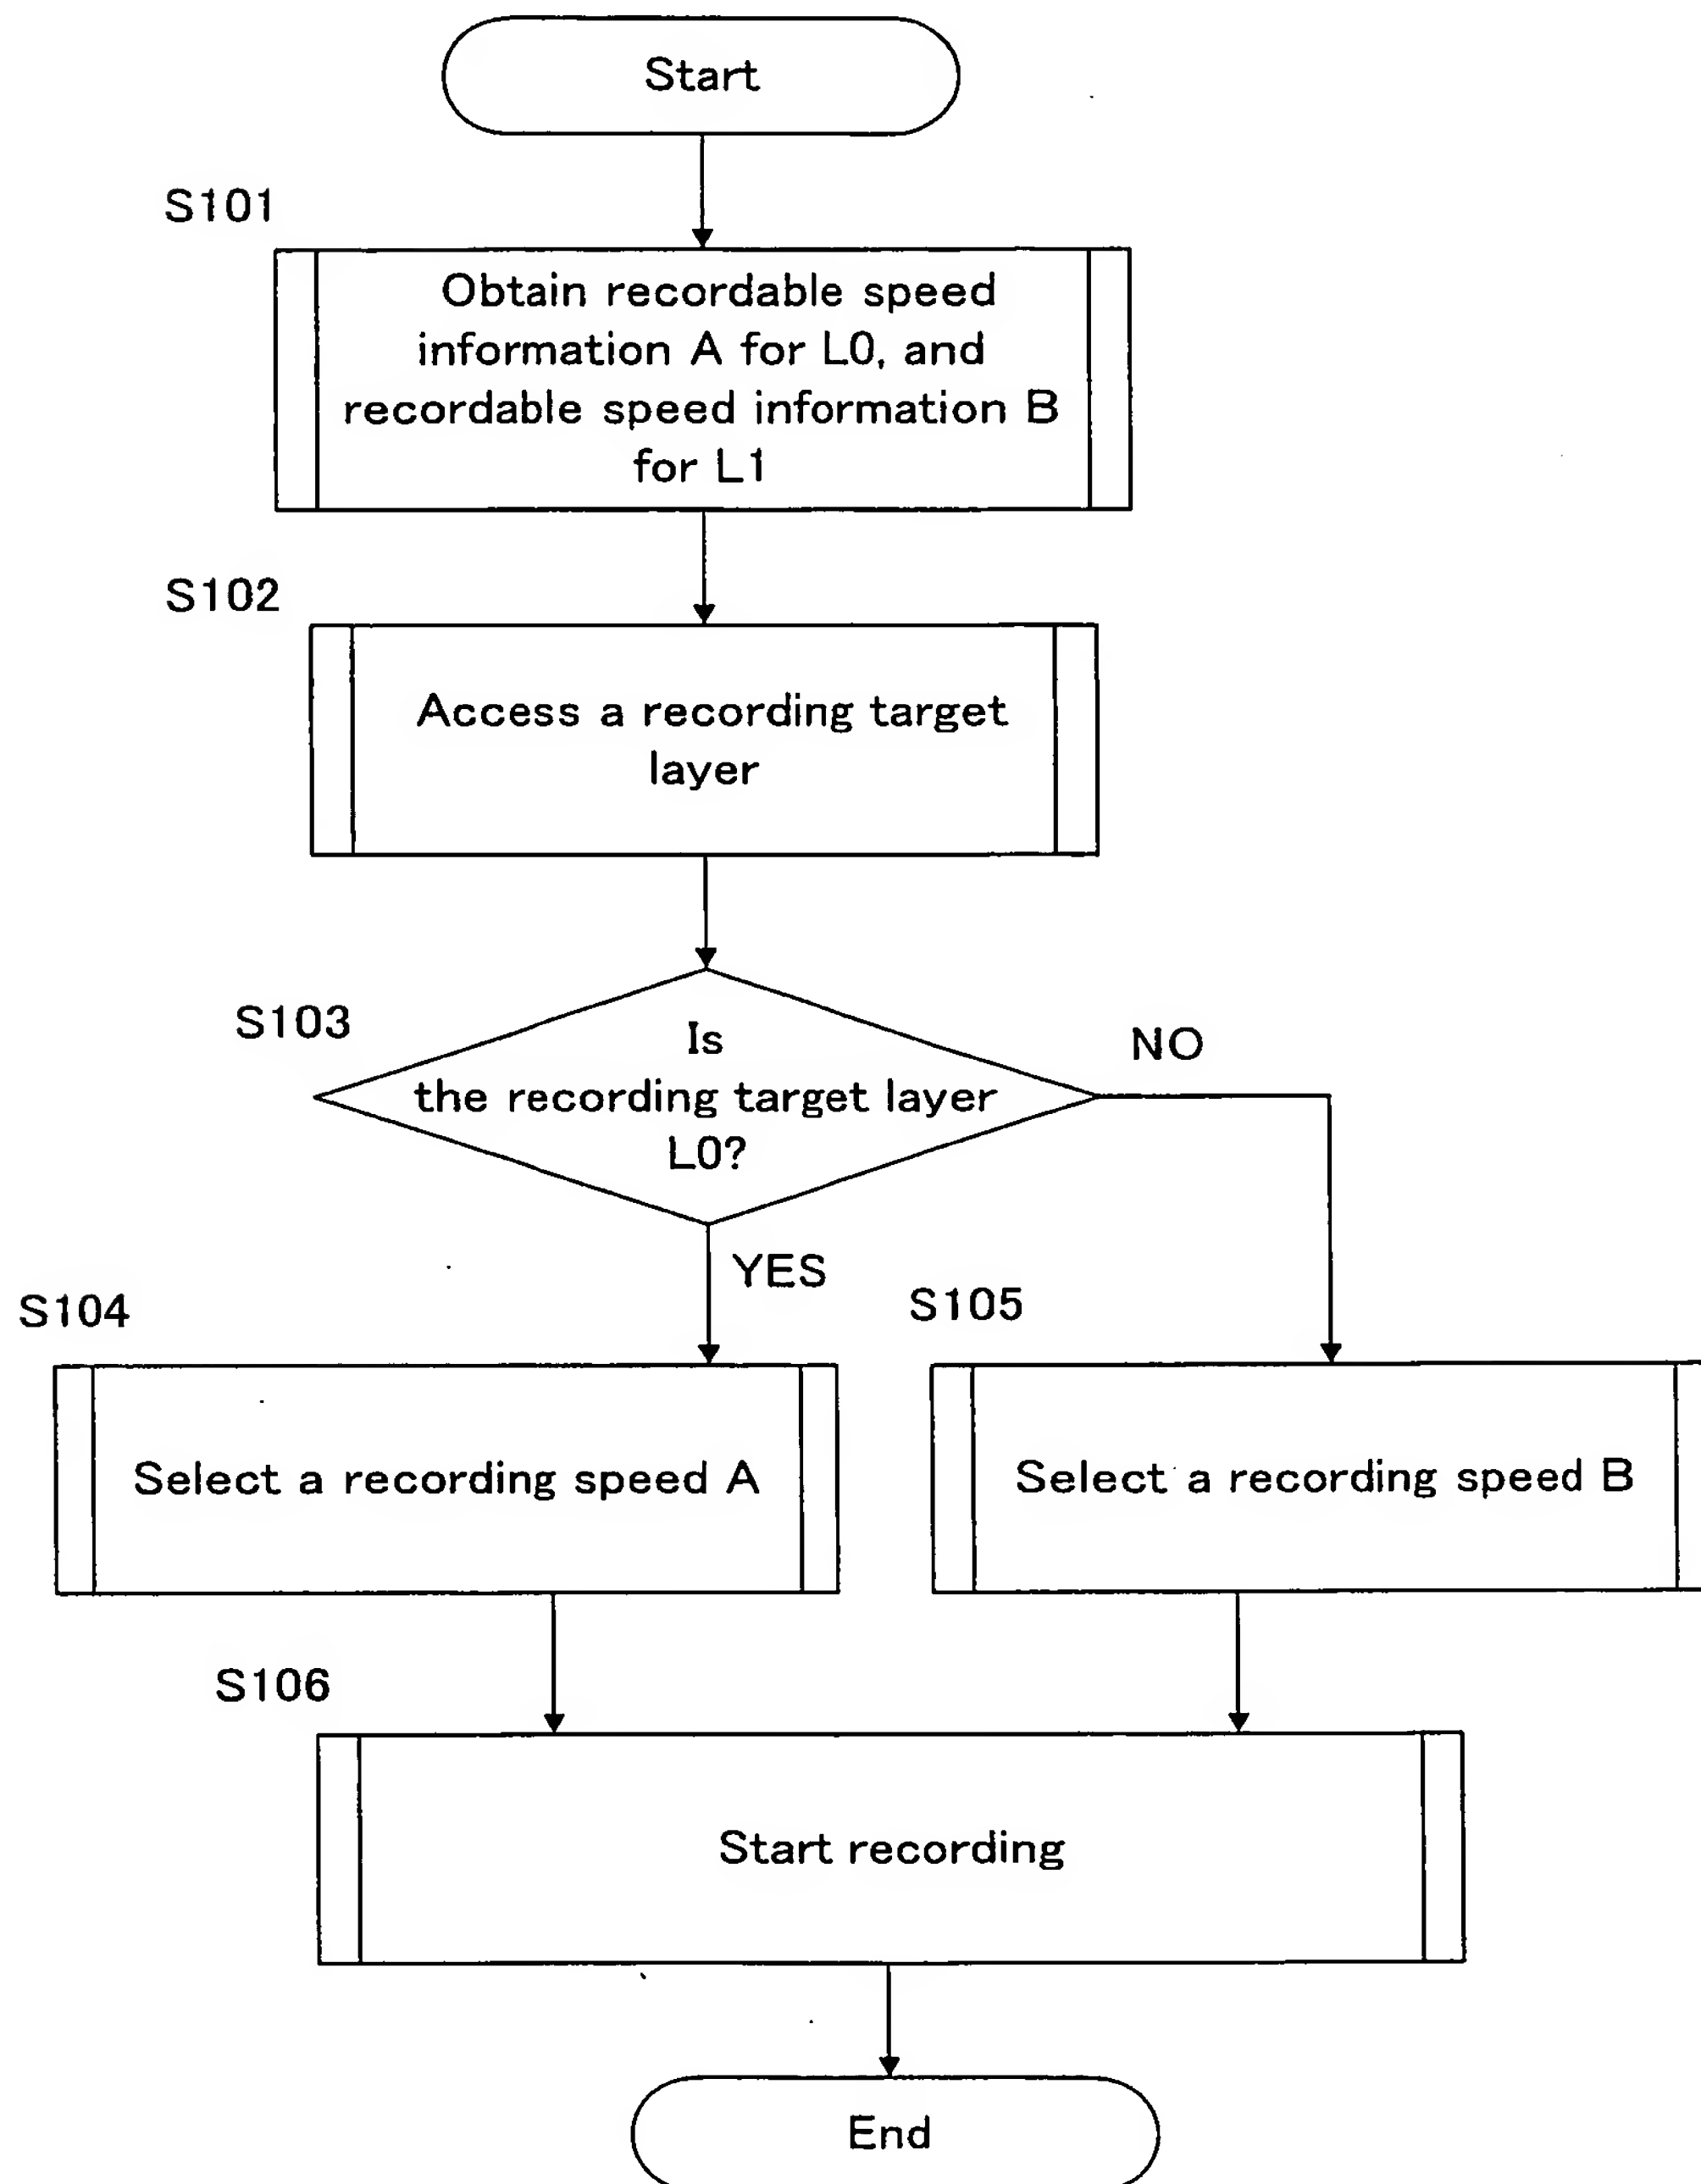 Start
S101
Obtain recordable speed
information A for L0, and
recordable speed information B
for L1
S102
Access a recording target
layer
S103
Is
the recording target layer
L0?
NO
YES
S104
S105
Select a recording speed A
Select a recording speed B
S106
Start recording
End